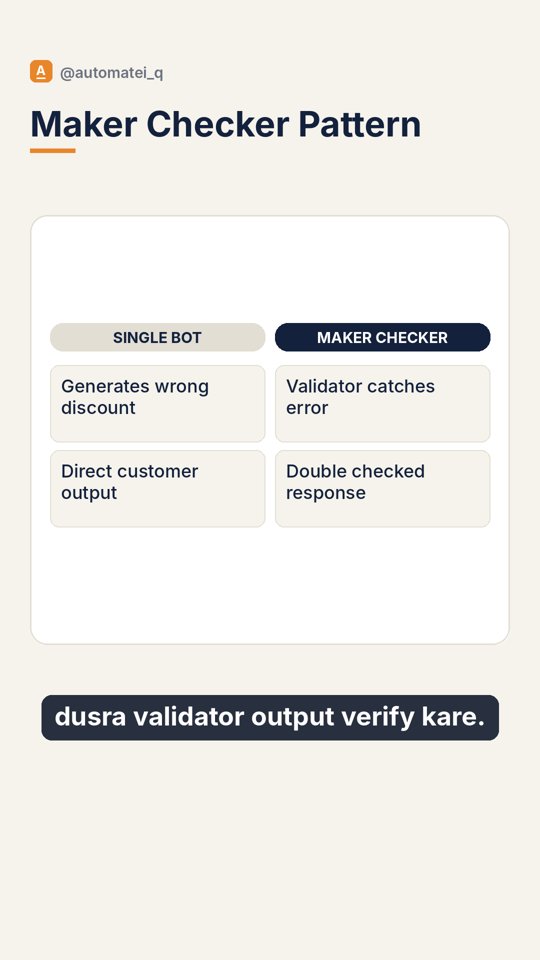 A @automatei_q
Maker Checker Pattern
SINGLE BOT
MAKER CHECKER
Generates wrong
discount
Validator catches
error
Direct customer
output
Double checked
response
dusra validator output verify kare.